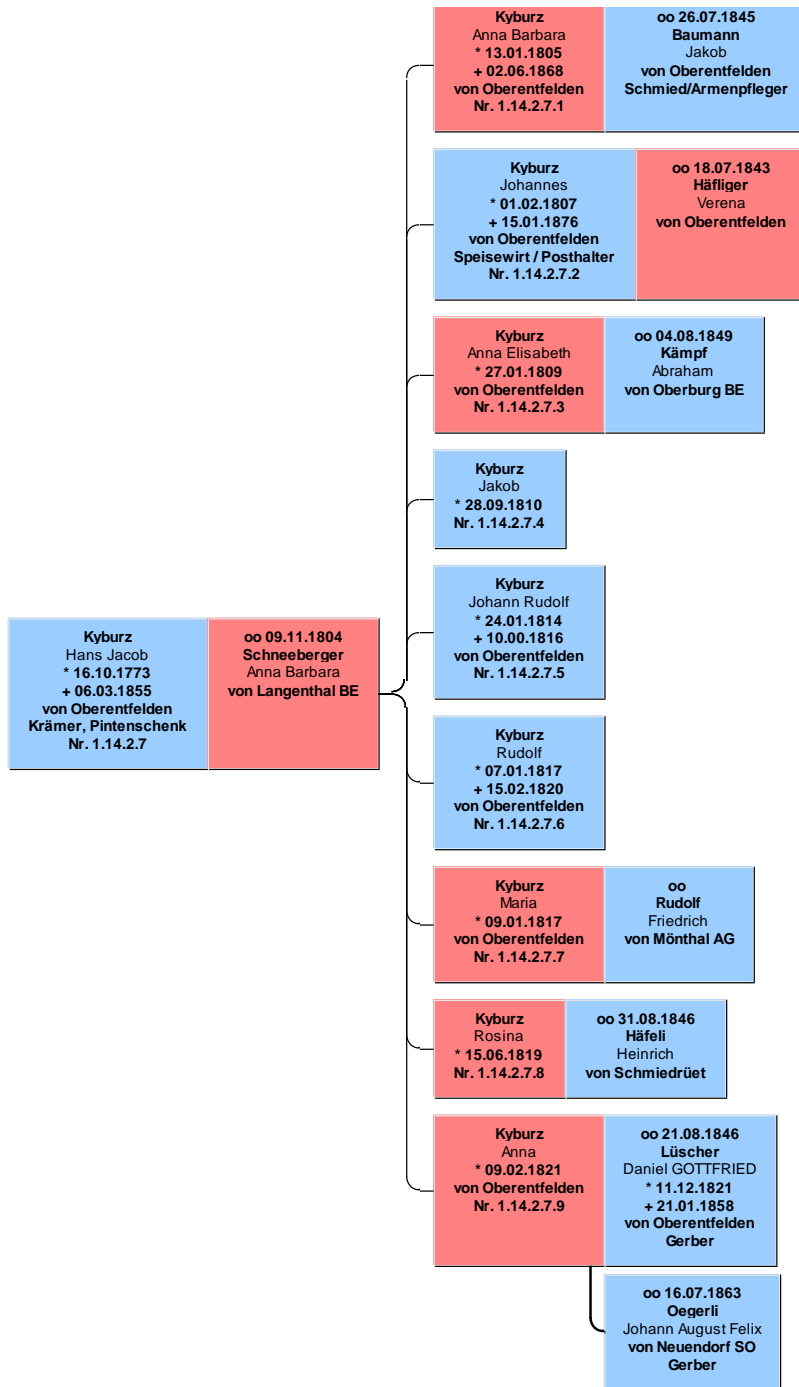 Kyburz
Anna Barbara
* 13.01.1805
+ 02.06.1868
von Oberentfelden
Nr. 1.14.2.7.1
oo 26.07.1845
Baumann
Jakob
von Oberentfelden
Schmied/Armenpfleger
Kyburz
Johannes
* 01.02.1807
+ 15.01.1876
von Oberentfelden
Speisewirt / Posthalter
Nr. 1.14.2.7.2
oo 18.07.1843
Häfliger
Verena
von Oberentfelden
Kyburz
Anna Elisabeth
* 27.01.1809
von Oberentfelden
Nr. 1.14.2.7.3
oo 04.08.1849
Kämpf
Abraham
von Oberburg BE
Kyburz
Jakob
* 28.09.1810
Nr. 1.14.2.7.4
Kyburz
Johann Rudolf
* 24.01.1814
+ 10.00.1816
von Oberentfelden
Nr. 1.14.2.7.5
Kyburz
Hans Jacob
* 16.10.1773
+ 06.03.1855
von Oberentfelden
Krämer, Pintenschenk
Nr. 1.14.2.7
oo 09.11.1804
Schneeberger
Anna Barbara
von Langenthal BE
Kyburz
Rudolf
* 07.01.1817
+ 15.02.1820
von Oberentfelden
Nr. 1.14.2.7.6
Kyburz
Maria
* 09.01.1817
von Oberentfelden
Nr. 1.14.2.7.7
oo
Rudolf
Friedrich
von Mönthal AG
Kyburz
Rosina
* 15.06.1819
Nr. 1.14.2.7.8
oo 31.08.1846
Häfeli
Heinrich
von Schmiedrüet
Kyburz
Anna
* 09.02.1821
von Oberentfelden
Nr. 1.14.2.7.9
oo 21.08.1846
Lüscher
Daniel GOTTFRIED
* 11.12.1821
+ 21.01.1858
von Oberentfelden
Gerber
oo 16.07.1863
Oegerli
Johann August Felix
von Neuendorf SO
Gerber